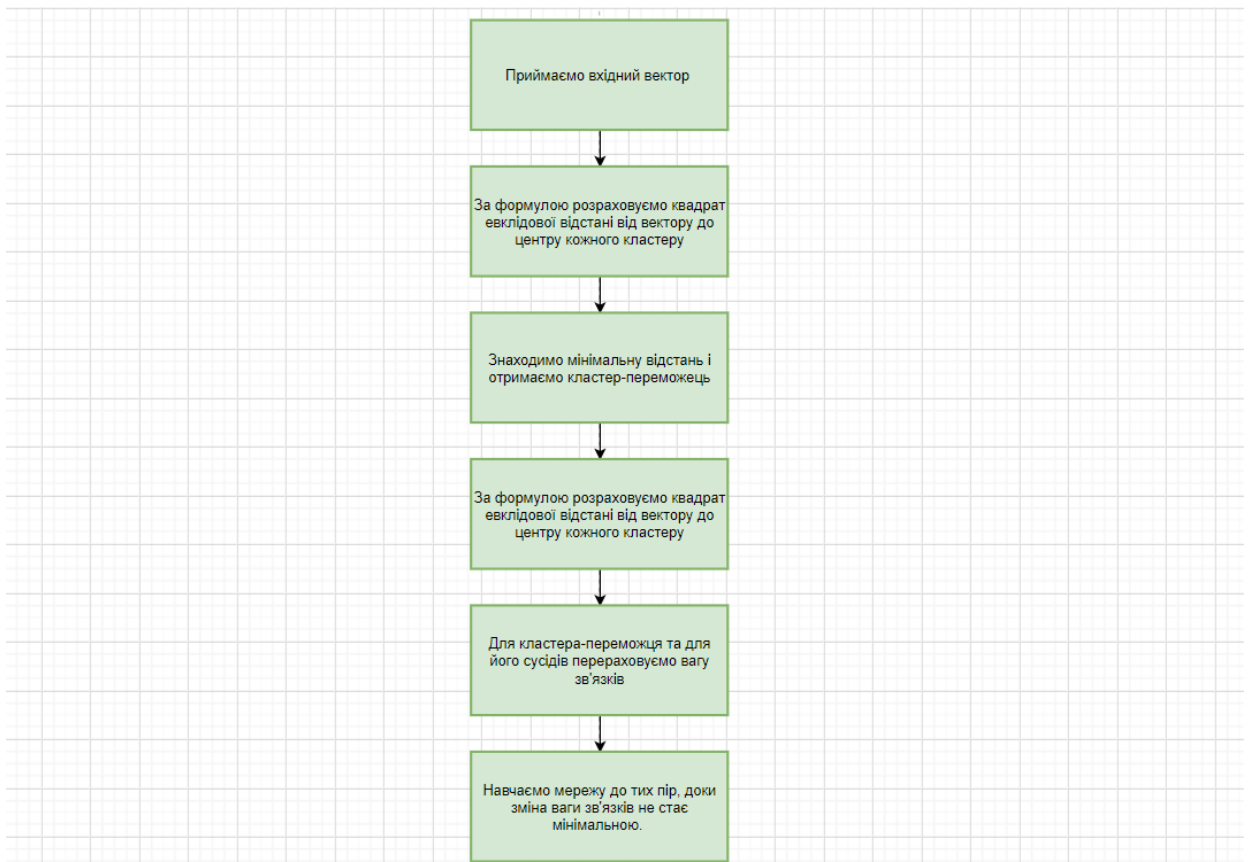 Приймаємо вхідний вектор
За формулою розраховуємо квадрат
евклідової відстані від вектору до
центру кожного кластеру
Знаходимо мінімальну відстань і
отримаємо кластер-переможець
За формулою розраховуємо квадрат
евклідової відстані від вектору до
центру кожного кластеру
Для кластера-переможця та для
його сусідів перераховуємо вагу
зв'язків
Навчаємо мережу до тих пір, доки
зміна ваги зв'язків не стає
мінімальною.